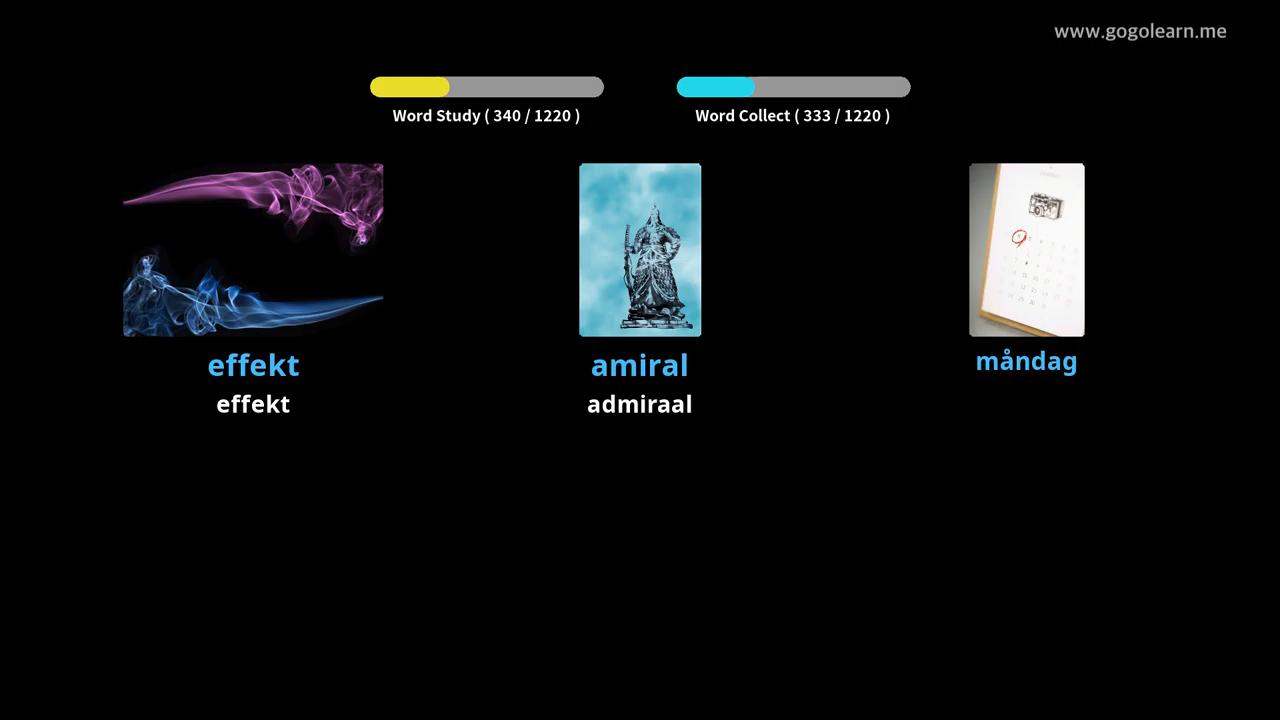 www.gogolearn.me
Word Study ( 340 / 1220 )
Word Collect ( 333 / 1220 )
effekt
amiral
måndag
effekt
admiraal